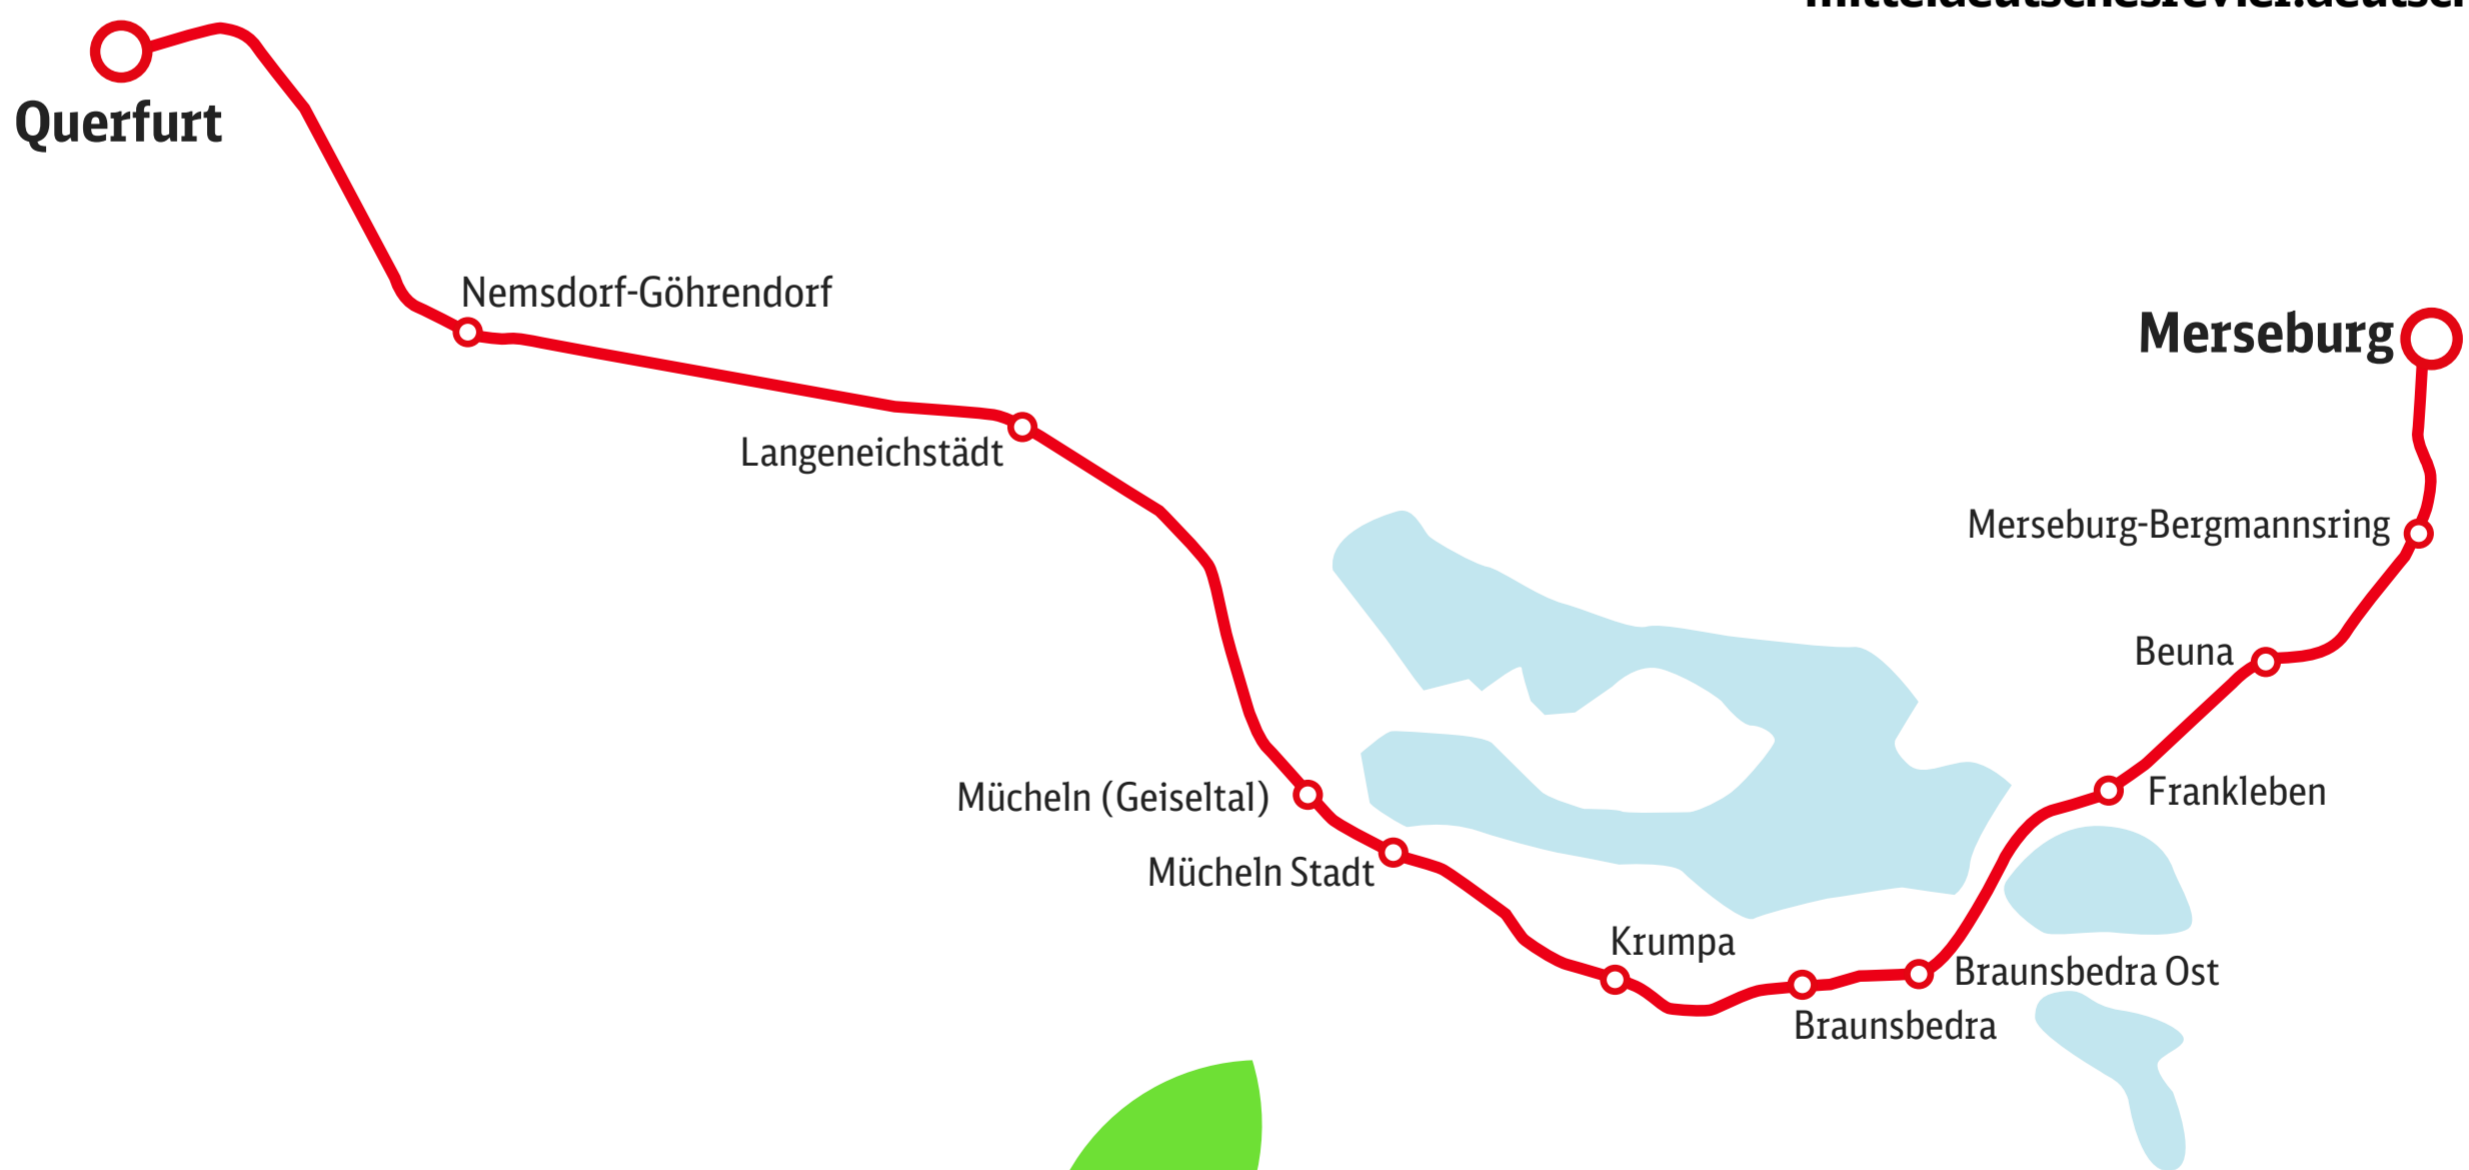 Querfurt
Nemsdorf-Göhrendorf
Langeneichstädt
Mücheln (Geiseltal)
Mücheln Stadt
Krumpa
Braunsbedra
Braunsbedra Ost
Frankleben
Beuna
Merseburg-Bergmannsring
Merseburg